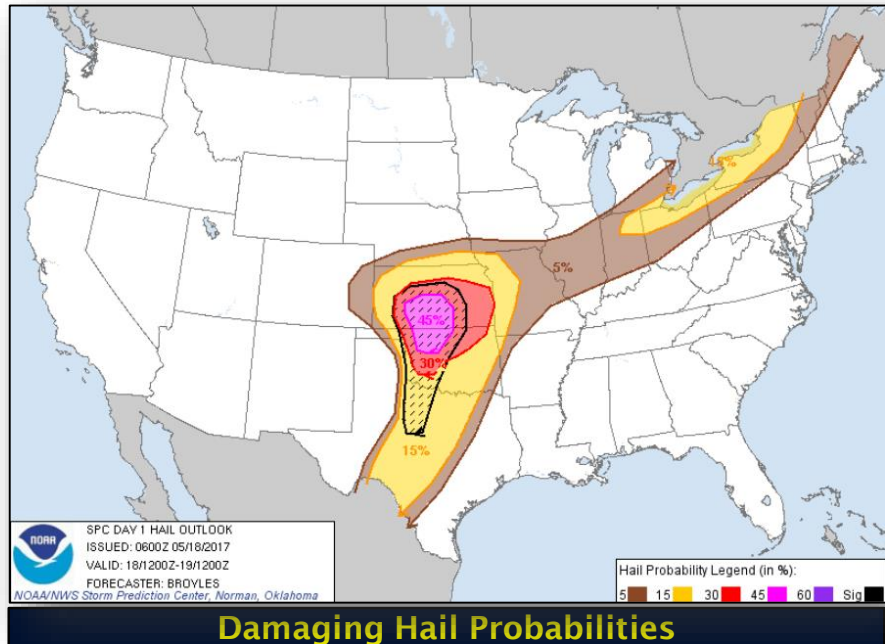 15%
5%
45%
30%
15%
NOAA
SPC DAY 1 HAIL OUTLOOK
ISSUED: 0600Z 05/18/2017
VALID: 18/1200Z-19/1200Z
FORECASTER: BROYLES
NOAA/NWS Storm Prediction Center, Norman, Oklahoma
Hail Probability Legend (in %):
5 15 30 45 60 Sig
Damaging Hail Probabilities